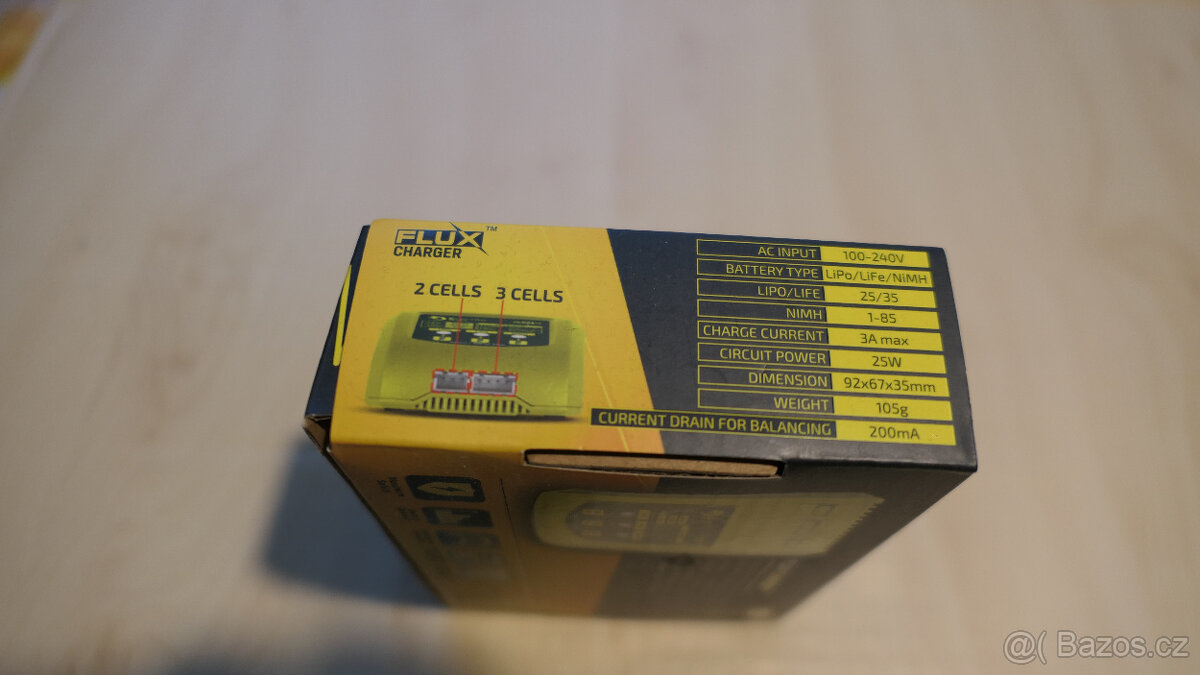 FLUX™
CHARGER
2 CELLS 3 CELLS
AC INPUT 100-240V
BATTERY TYPE LiPo/LiFe/NiMH
LIPO/LIFE 2S/3S
NIMH 1-8S
CHARGE CURRENT 3A max
CIRCUIT POWER 25W
DIMENSION 92x67x35mm
WEIGHT 105g
CURRENT DRAIN FOR BALANCING 200mA
@( Bazos.cz